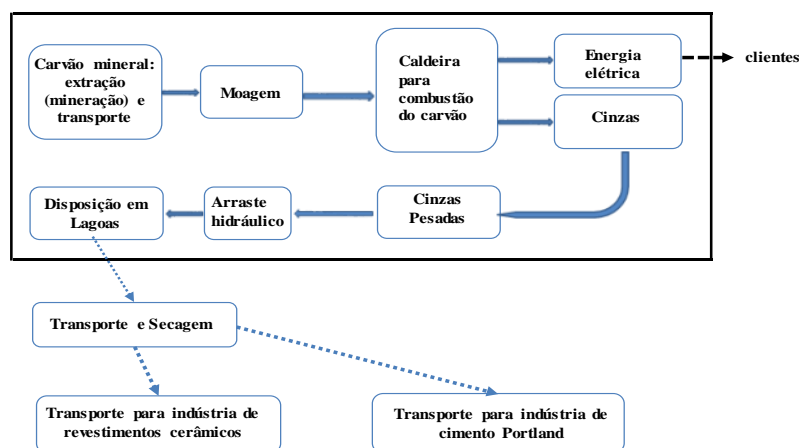 Carvão mineral:
extração
(mineração) e
transporte
Moagem
Caldeira
para
combustão
do carvão
Energia
elétrica
clientes
Cinzas
Disposição em
Lagoas
Arraste
hidráulico
Cinzas
Pesadas
Transporte e Secagem
Transporte para indústria de
revestimentos cerâmicos
Transporte para indústria de
cimento Portland